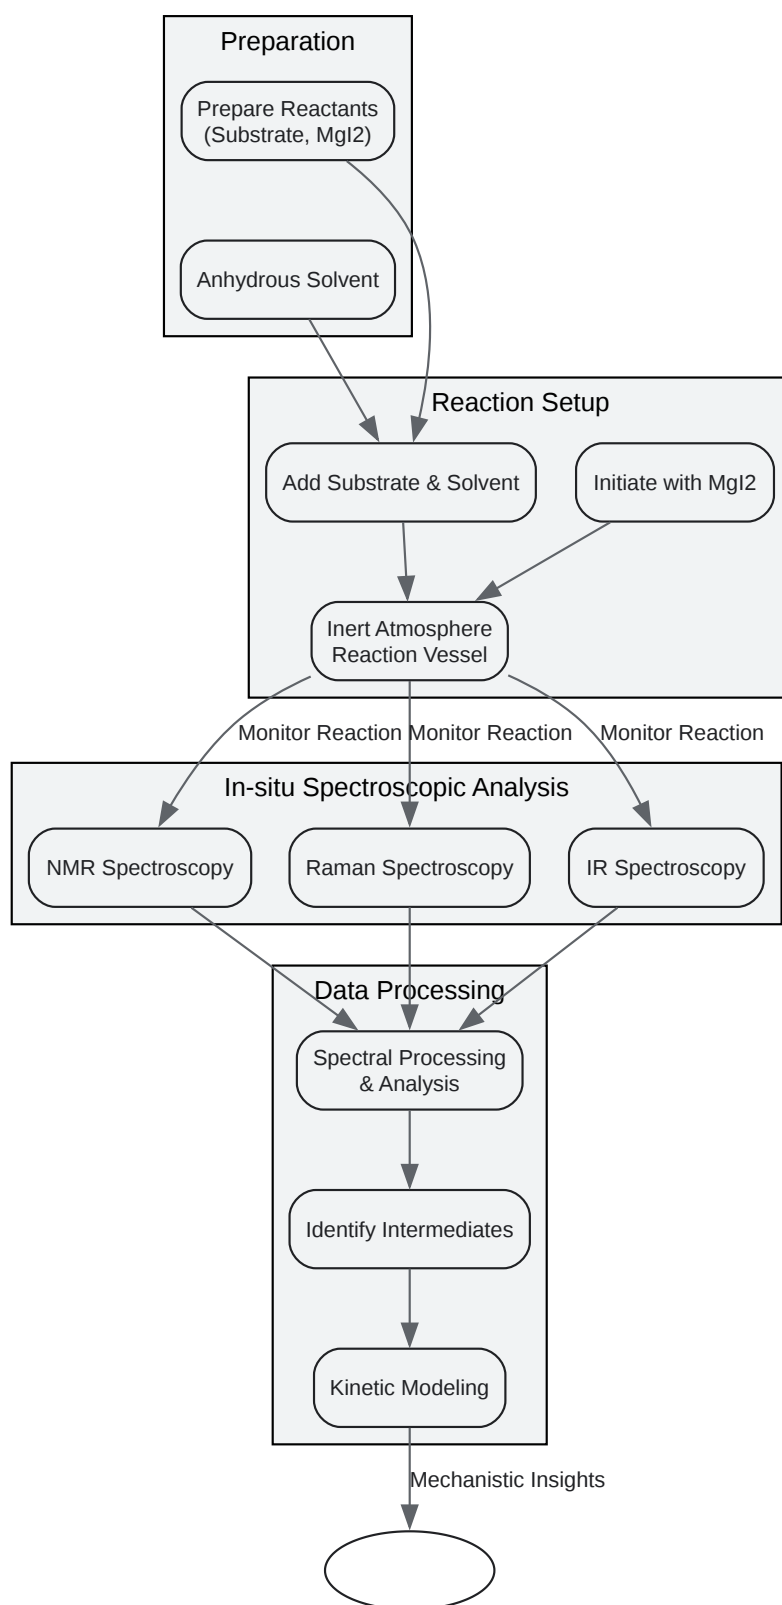 Preparation
Prepare Reactants
(Substrate, MgI2)
Anhydrous Solvent
Reaction Setup
Add Substrate & Solvent
Initiate with MgI2
Inert Atmosphere
Reaction Vessel
Monitor Reaction
Monitor Reaction
Monitor Reaction
In-situ Spectroscopic Analysis
NMR Spectroscopy
Raman Spectroscopy
IR Spectroscopy
Data Processing
Spectral Processing
& Analysis
Identify Intermediates
Kinetic Modeling
Mechanistic Insights